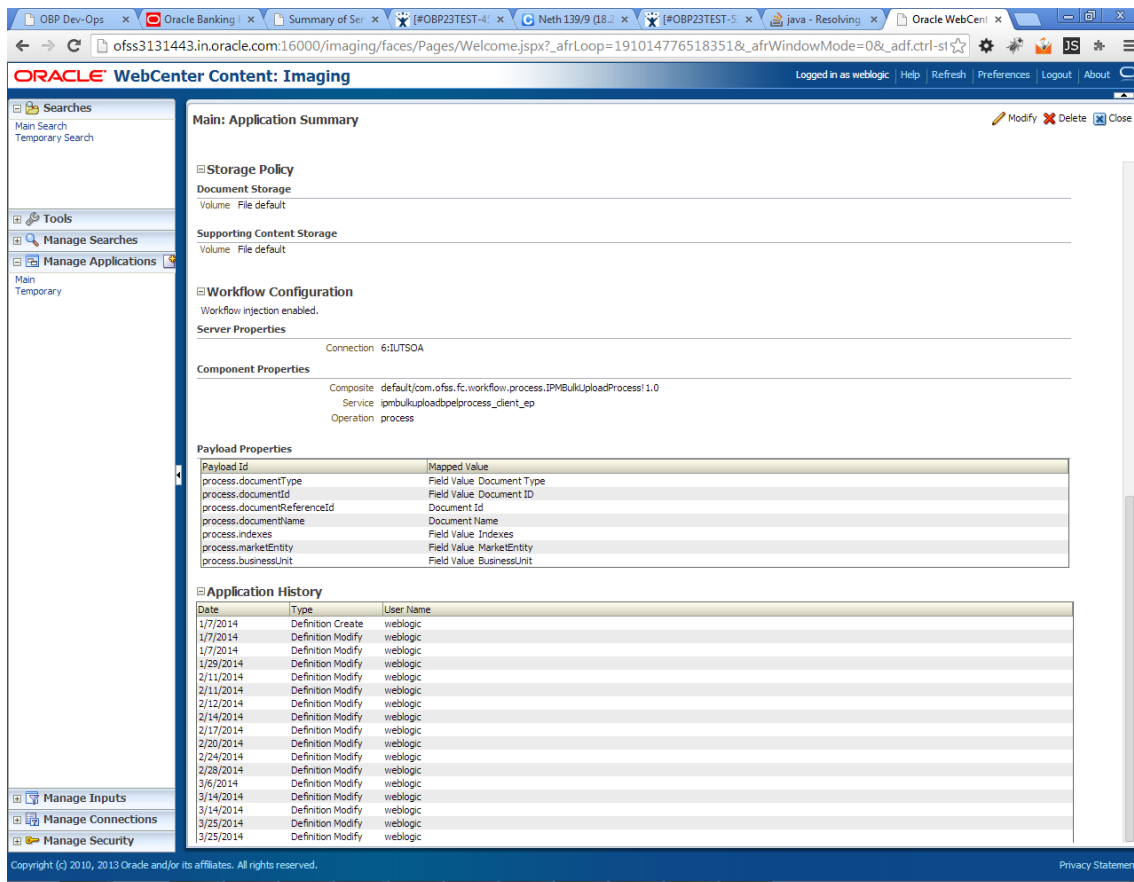 OBP Dev-Ops
Oracle Banking
Summary of Ser
[#OBP23TEST-4
Neth 139/9 (18.2
[#OBP23TEST-5
java - Resolving
Oracle WebCent
ofss3131443.in.oracle.com:16000/imaging/faces/Pages/Welcome.jspx?_afrLoop=191014776518351&_afrWindowMode=0&_adf.ctrl-st
JS
ORACLE WebCenter Content: Imaging
Logged in as weblogic Help Refresh Preferences Logout About
Searches
Main Search
Temporary Search
Tools
Manage Searches
Manage Applications
Main
Temporary
Manage Inputs
Manage Connections
Manage Security
Main: Application Summary
Modify Delete Close
Storage Policy
Document Storage
Volume File default
Supporting Content Storage
Volume File default
Workflow Configuration
Workflow injection enabled.
Server Properties
Connection 6:IUTSOA
Component Properties
Composite default/com.ofss.fc.workflow.process.IPMBulkUploadProcess!1.0
Service ipmbulkuploadbpelprocess_client_ep
Operation process
Payload Properties
Payload Id Mapped Value
process.documentType Field Value Document Type
process.documentId Field Value Document ID
process.documentReferenceId Document Id
process.documentName Document Name
process.indexes Field Value Indexes
process.marketEntity Field Value MarketEntity
process.businessUnit Field Value BusinessUnit
Application History
Date Type User Name
1/7/2014 Definition Create weblogic
1/7/2014 Definition Modify weblogic
1/7/2014 Definition Modify weblogic
1/29/2014 Definition Modify weblogic
2/11/2014 Definition Modify weblogic
2/11/2014 Definition Modify weblogic
2/12/2014 Definition Modify weblogic
2/14/2014 Definition Modify weblogic
2/17/2014 Definition Modify weblogic
2/20/2014 Definition Modify weblogic
2/24/2014 Definition Modify weblogic
2/28/2014 Definition Modify weblogic
3/6/2014 Definition Modify weblogic
3/14/2014 Definition Modify weblogic
3/14/2014 Definition Modify weblogic
3/25/2014 Definition Modify weblogic
3/25/2014 Definition Modify weblogic
Copyright (c) 2010, 2013 Oracle and/or its affiliates. All rights reserved.
Privacy Statemen